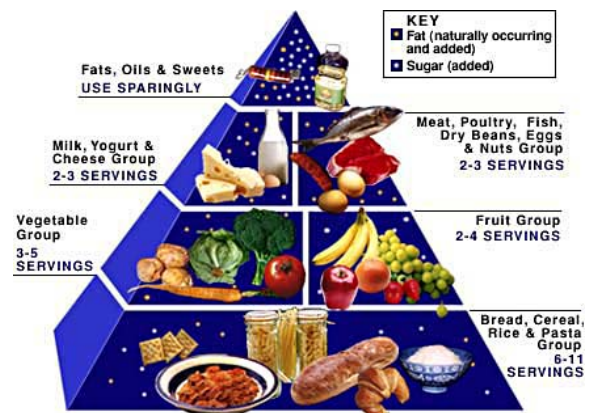 KEY
Fat (naturally occurring
and added)
Sugar (added)
Fats, Oils & Sweets
USE SPARINGLY
Milk, Yogurt &
Cheese Group
2-3 SERVINGS
Meat, Poultry, Fish,
Dry Beans, Eggs
& Nuts Group
2-3 SERVINGS
Vegetable
Group
3-5
SERVINGS
Fruit Group
2-4 SERVINGS
Bread, Cereal,
Rice & Pasta
Group
6-11
SERVINGS